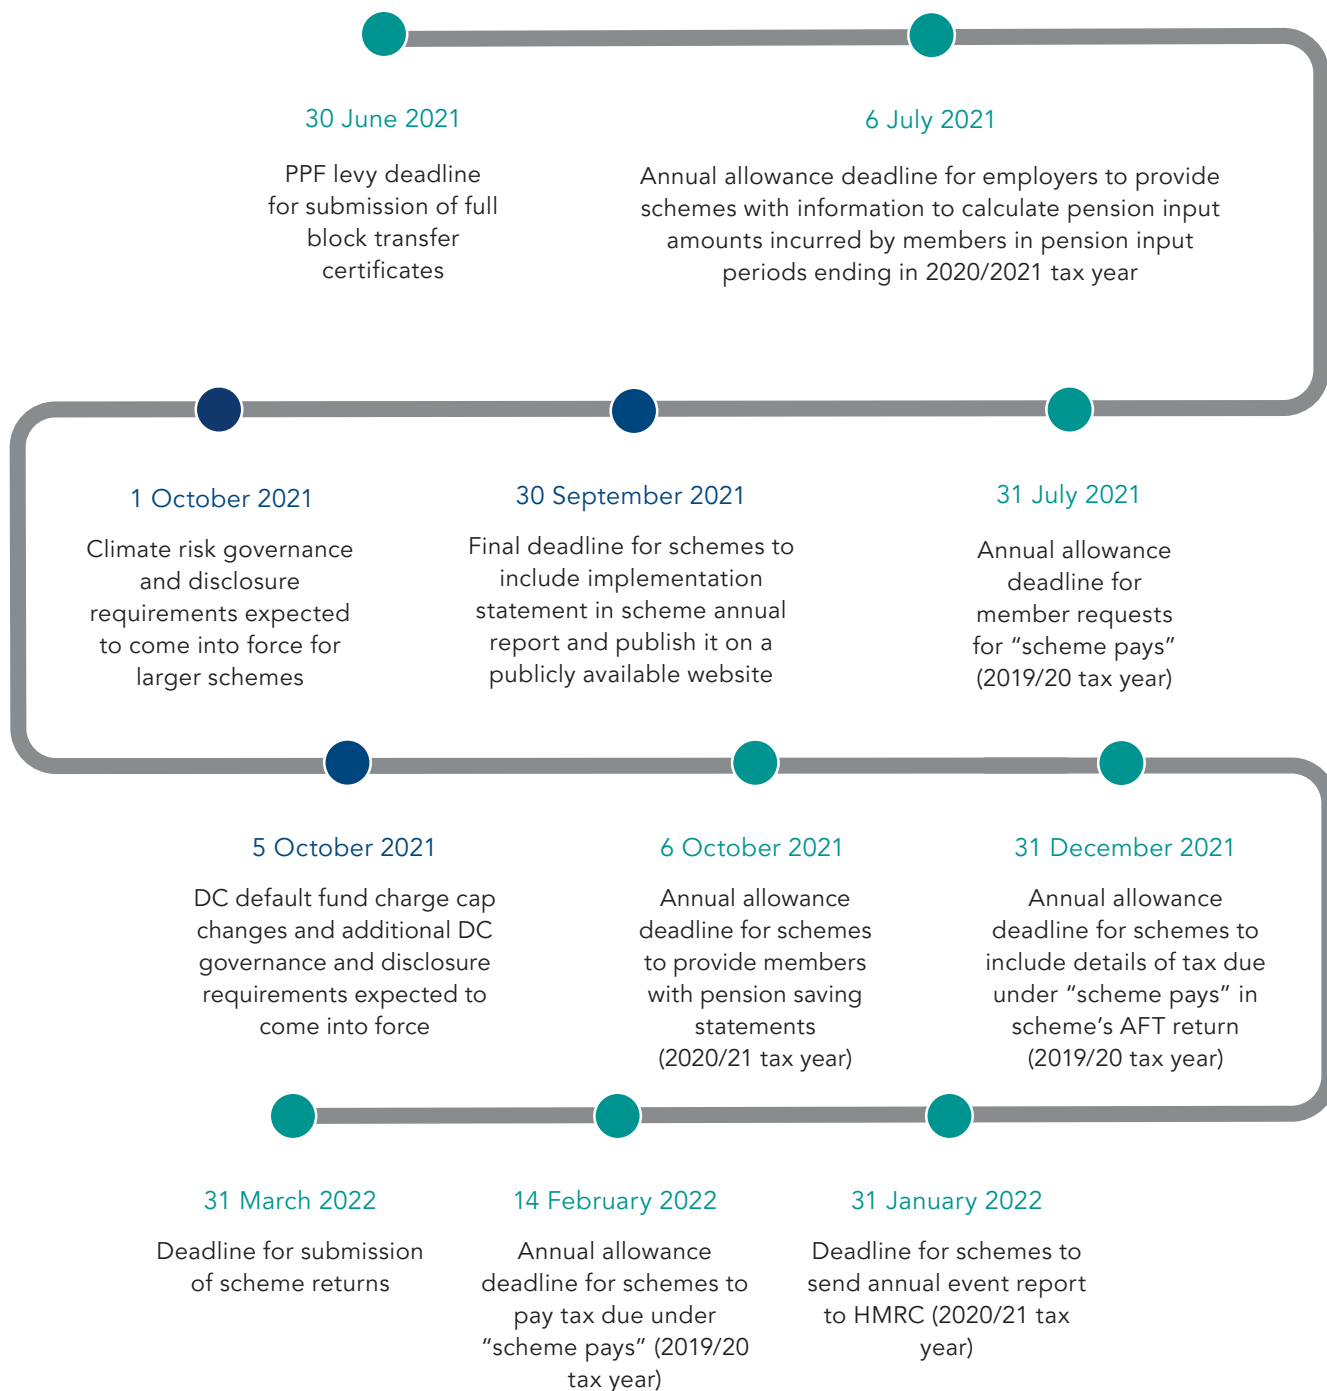 30 June 2021
PPF levy deadline
for submission of full
block transfer
certificates
6 July 2021
Annual allowance deadline for employers to provide
schemes with information to calculate pension input
amounts incurred by members in pension input
periods ending in 2020/2021 tax year
1 October 2021
Climate risk governance
and disclosure
requirements expected
to come into force for
larger schemes
30 September 2021
Final deadline for schemes to
include implementation
statement in scheme annual
report and publish it on a
publicly available website
31 July 2021
Annual allowance
deadline for
member requests
for “scheme pays”
(2019/20 tax year)
5 October 2021
DC default fund charge cap
changes and additional DC
governance and disclosure
requirements expected to
come into force
6 October 2021
Annual allowance
deadline for schemes
to provide members
with pension saving
statements
(2020/21 tax year)
31 December 2021
Annual allowance
deadline for schemes to
include details of tax due
under “scheme pays” in
scheme’s AFT return
(2019/20 tax year)
31 March 2022
Deadline for submission
of scheme returns
14 February 2022
Annual allowance
deadline for schemes to
pay tax due under
“scheme pays” (2019/20
tax year)
31 January 2022
Deadline for schemes to
send annual event report
to HMRC (2020/21 tax
year)